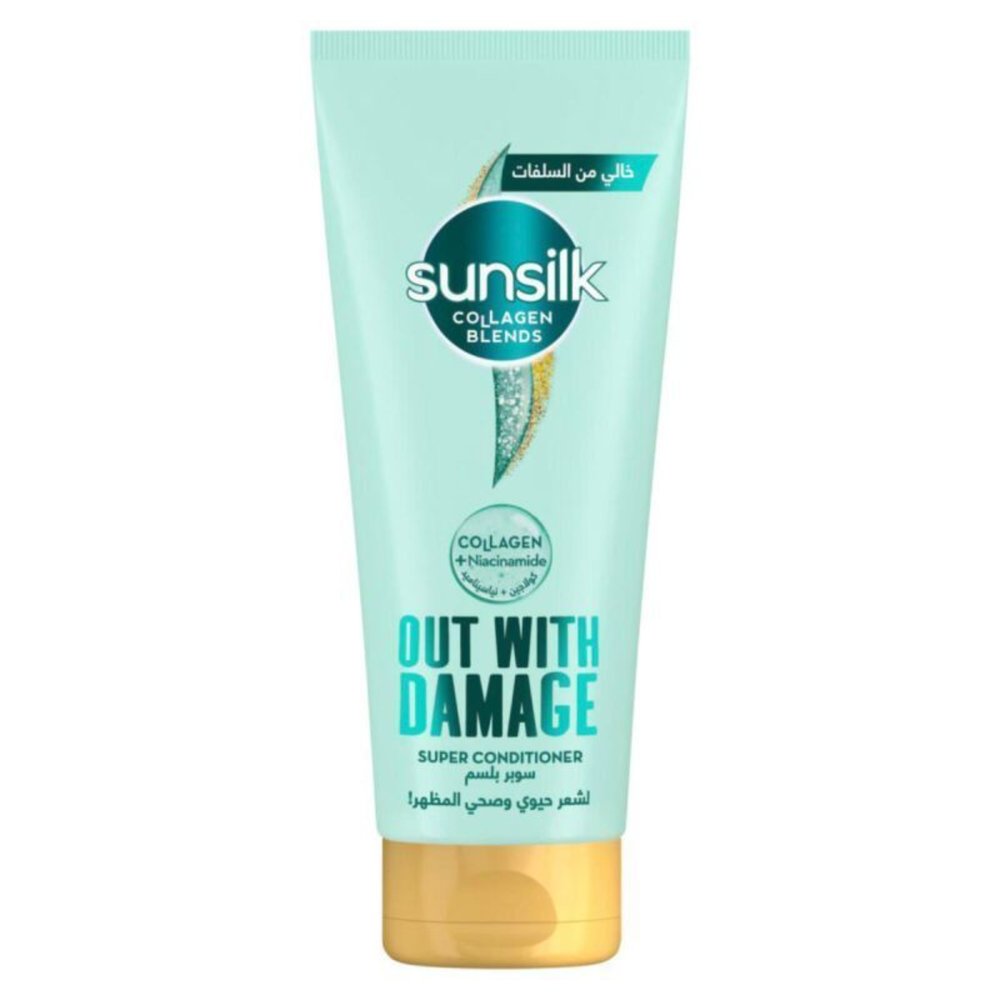 خالي من السلفات
sunsilk
COLLAGEN
BLENDS
COLLAGEN
+Niacinamide
كولاجين + نياسيناميد
OUT WITH
DAMAGE
SUPER CONDITIONER
سوبر بلسم
لشعر حيوي وصحي المظهر!